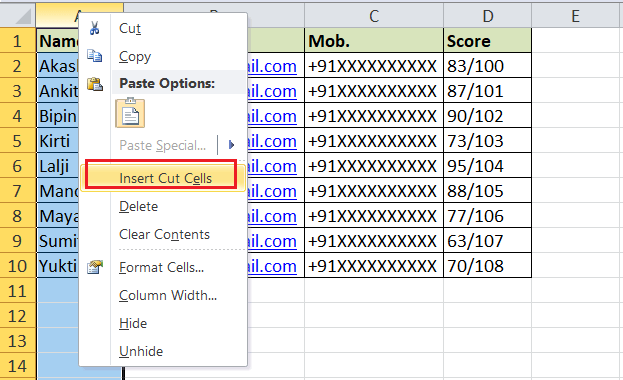 A C D E
1 Name Mob. Score
2 Akash ail.com +91XXXXXXXXXX 83/100
3 Ankit ail.com +91XXXXXXXXXX 87/101
4 Bipin ail.com +91XXXXXXXXXX 90/102
5 Kirti ail.com +91XXXXXXXXXX 73/103
6 Lalji ail.com +91XXXXXXXXXX 95/104
7 ail.com +91XXXXXXXXXX 88/105
8 Maya ail.com +91XXXXXXXXXX 77/106
9 Sumi ail.com +91XXXXXXXXXX 63/107
10 Yukti ail.com +91XXXXXXXXXX 70/108
11
12
13
14
Cut
Copy
Paste Options:
Paste Special...
Insert Cut Cells
Delete
Clear Contents
Format Cells...
Column Width...
Hide
Unhide